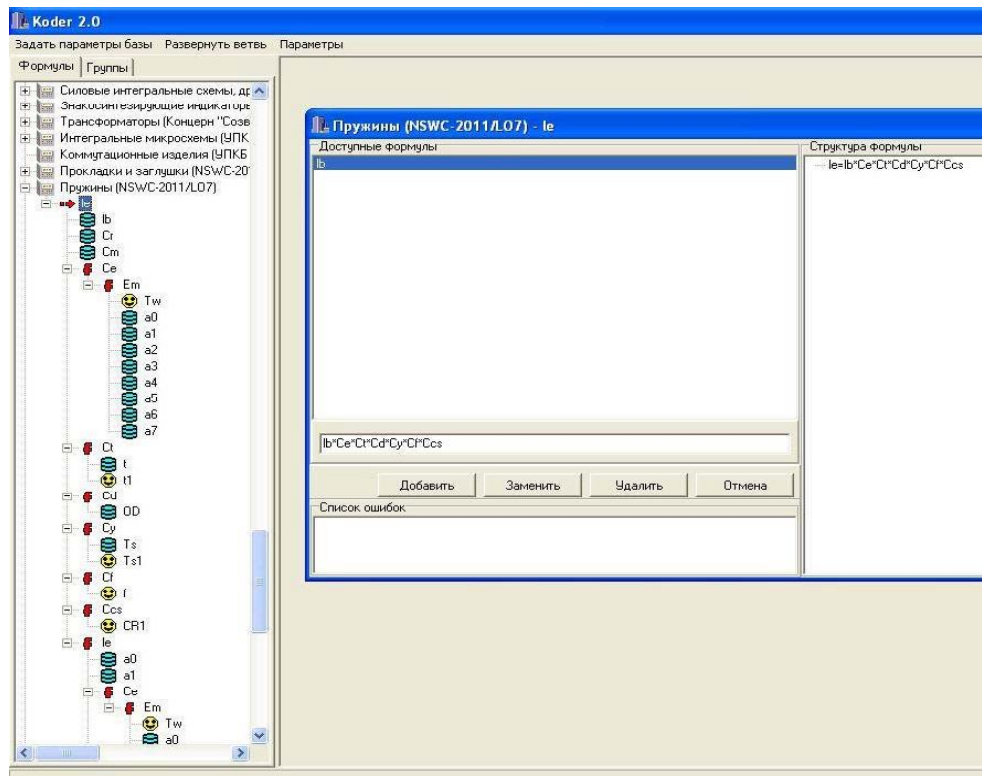 Koder 2.0
Задать параметры базы Развернуть ветвь Параметры
Формулы Группы
Силовые интегральные схемы, др
Знакосинтезирующие индикаторы
Трансформаторы (Концерн "Созв
Интегральные микросхемы (УПК
Коммутационные изделия (УПКБ
Прокладки и заглушки (NSWC-20
Пружины (NSWC-2011/LO7)
le
lb
Cr
Cm
Ce
Em
Tw
a0
a1
a2
a3
a4
a5
a6
a7
Ct
t
t1
Cd
OD
Cy
Ts
Ts1
Cf
f
Ccs
CR1
le
a0
a1
Ce
Em
Tw
a0
Пружины (NSWC-2011/LO7) - le
Доступные формулы
lb
lb*Ce*Ct*Cd*Cy*Cf*Ccs
Добавить Заменить Удалить Отмена
Список ошибок
Структура формулы
le=lb*Ce*Ct*Cd*Cy*Cf*Ccs